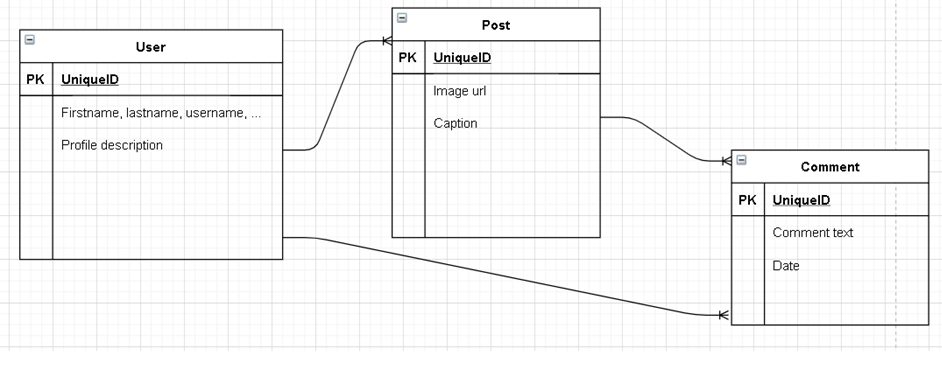 User
PK UniqueID
Firstname, lastname, username, ...
Profile description
Post
PK UniqueID
Image url
Caption
Comment
PK UniqueID
Comment text
Date